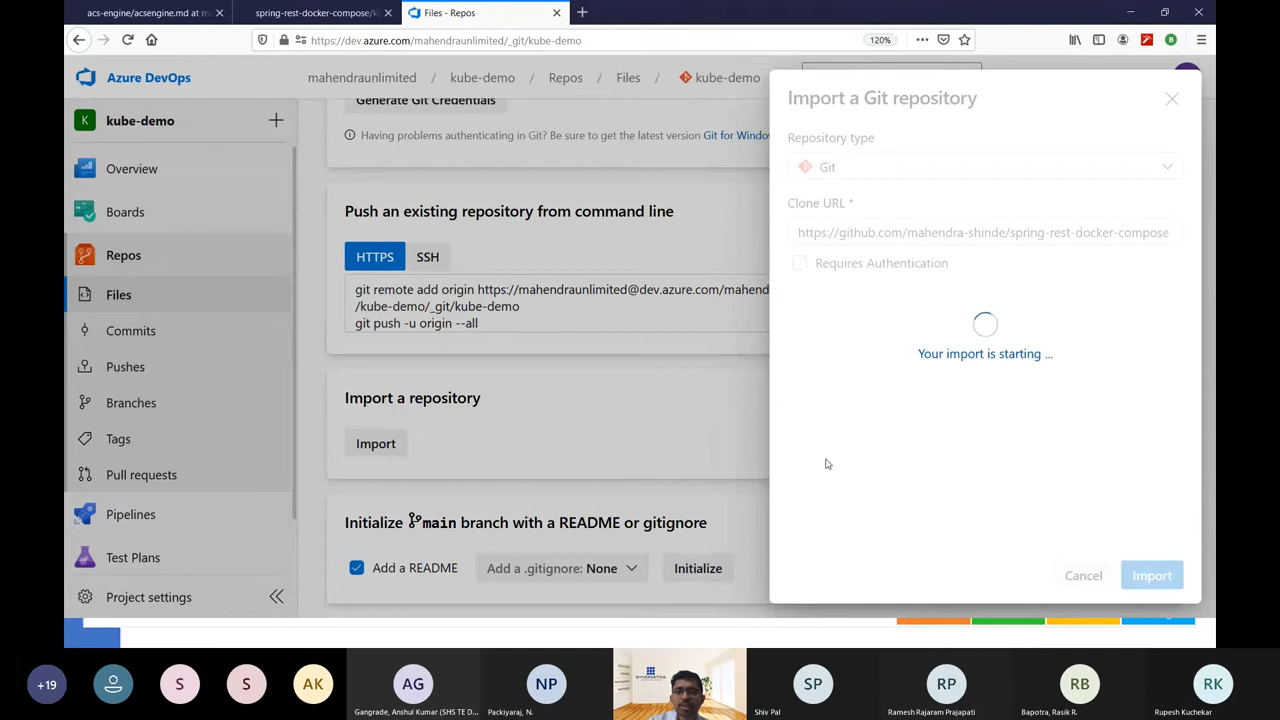 acs-engine/acsengine.md at m
spring-rest-docker-compose/k
Files - Repos
https://dev.azure.com/mahendraunlimited/_git/kube-demo
120%
Azure DevOps
mahendraunlimited / kube-demo / Repos / Files / kube-demo
K kube-demo
Overview
Boards
Repos
Files
Commits
Pushes
Branches
Tags
Pull requests
Pipelines
Test Plans
Project settings
Generate Git Credentials
Having problems authenticating in Git? Be sure to get the latest version Git for Windo
Push an existing repository from command line
HTTPS SSH
git remote add origin https://mahendraunlimited@dev.azure.com/mahend
/kube-demo/_git/kube-demo
git push -u origin --all
Import a repository
Import
Initialize main branch with a README or gitignore
Add a README
Add a .gitignore: None
Initialize
Import a Git repository
Repository type
Git
Clone URL *
https://github.com/mahendra-shinde/spring-rest-docker-compose
Requires Authentication
Your import is starting ...
Cancel
Import
+19
S
S
AK
AG
NP
SP
RP
RB
RK
Gangrade, Anshul Kumar (SHS TE D...
Packiyaraj, N.
SYNERGETICS
Shiv Pal
Ramesh Rajaram Prajapati
Bapotra, Rasik R.
Rupesh Kuchekar